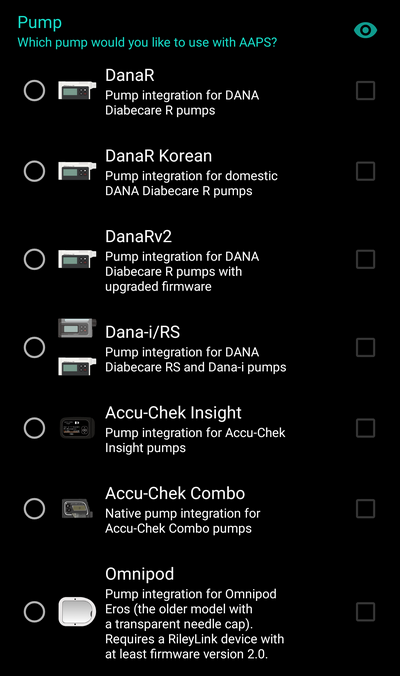 Pump
Which pump would you like to use with AAPS?
DanaR
Pump integration for DANA
Diabecare R pumps
DanaR Korean
Pump integration for domestic
DANA Diabecare R pumps
DanaRv2
Pump integration for DANA
Diabecare R pumps with
upgraded firmware
Dana-i/RS
Pump integration for DANA
Diabecare RS and Dana-i pumps
Accu-Chek Insight
Pump integration for Accu-Chek
Insight pumps
Accu-Chek Combo
Native pump integration for
Accu-Chek Combo pumps
Omnipod
Pump integration for Omnipod
Eros (the older model with
a transparent needle cap).
Requires a RileyLink device with
at least firmware version 2.0.